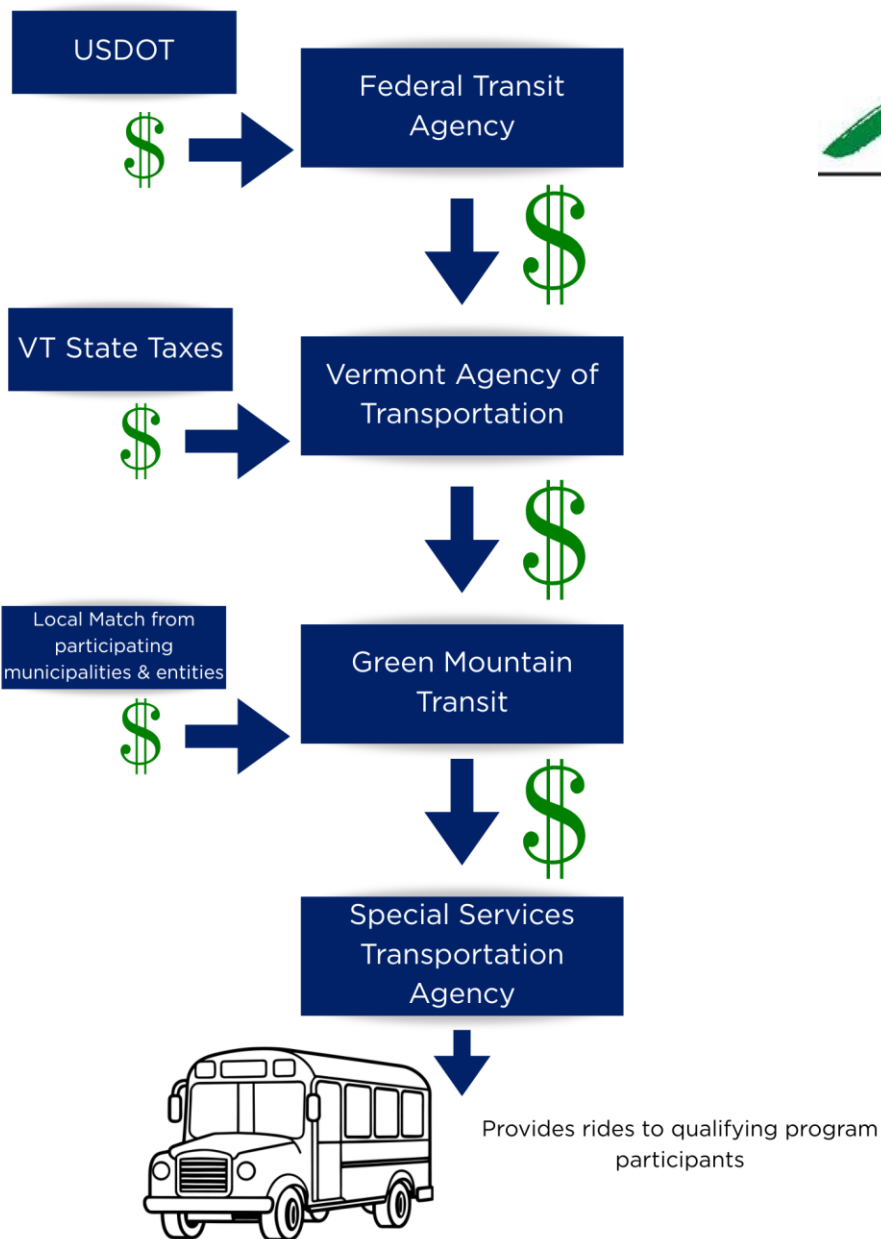 USDOT
$
Federal Transit
Agency
$
VT State Taxes
$
Vermont Agency of
Transportation
$
Local Match from
participating
municipalities & entities
$
Green Mountain
Transit
$
Special Services
Transportation
Agency
Provides rides to qualifying program
participants